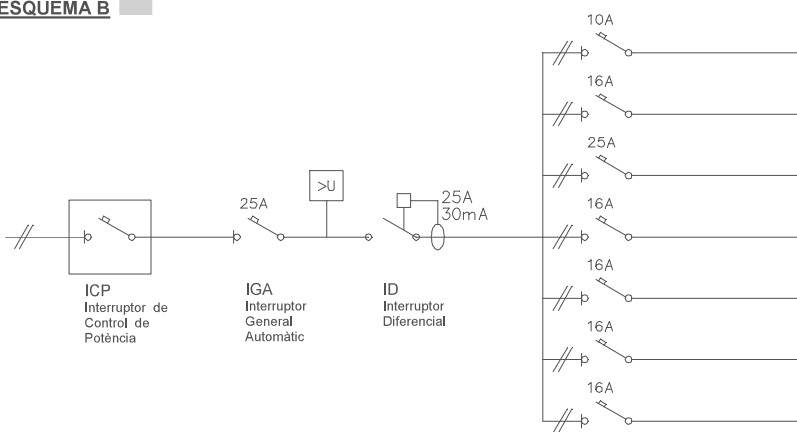 ESQUEMA B
10A
16A
25A
16A
16A
16A
16A
25A
>U
25A
30mA
ICP
Interruptor de
Control de
Potència
IGA
Interruptor
General
Automàtic
ID
Interruptor
Diferencial